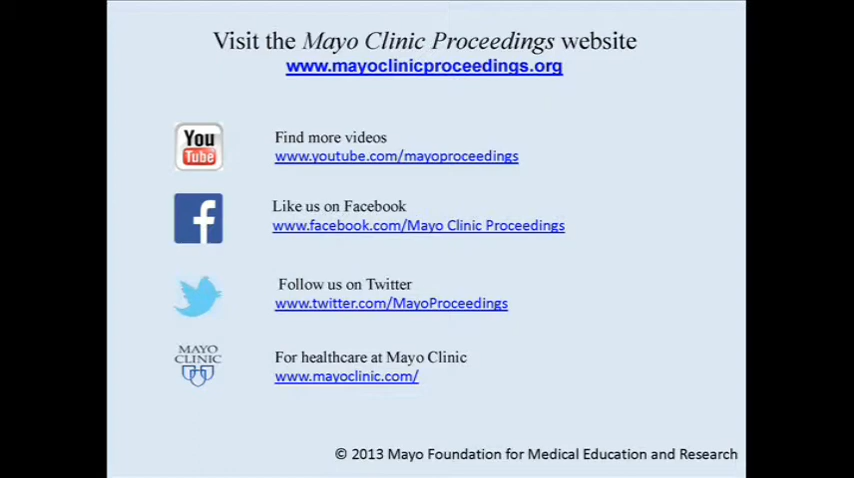 Visit the Mayo Clinic Proceedings website
www.mayoclinicproceedings.org
You
Tube
Find more videos
www.youtube.com/mayoproceedings
f
Like us on Facebook
www.facebook.com/Mayo Clinic Proceedings
Follow us on Twitter
www.twitter.com/MayoProceedings
MAYO
CLINIC
For healthcare at Mayo Clinic
www.mayoclinic.com/
© 2013 Mayo Foundation for Medical Education and Research